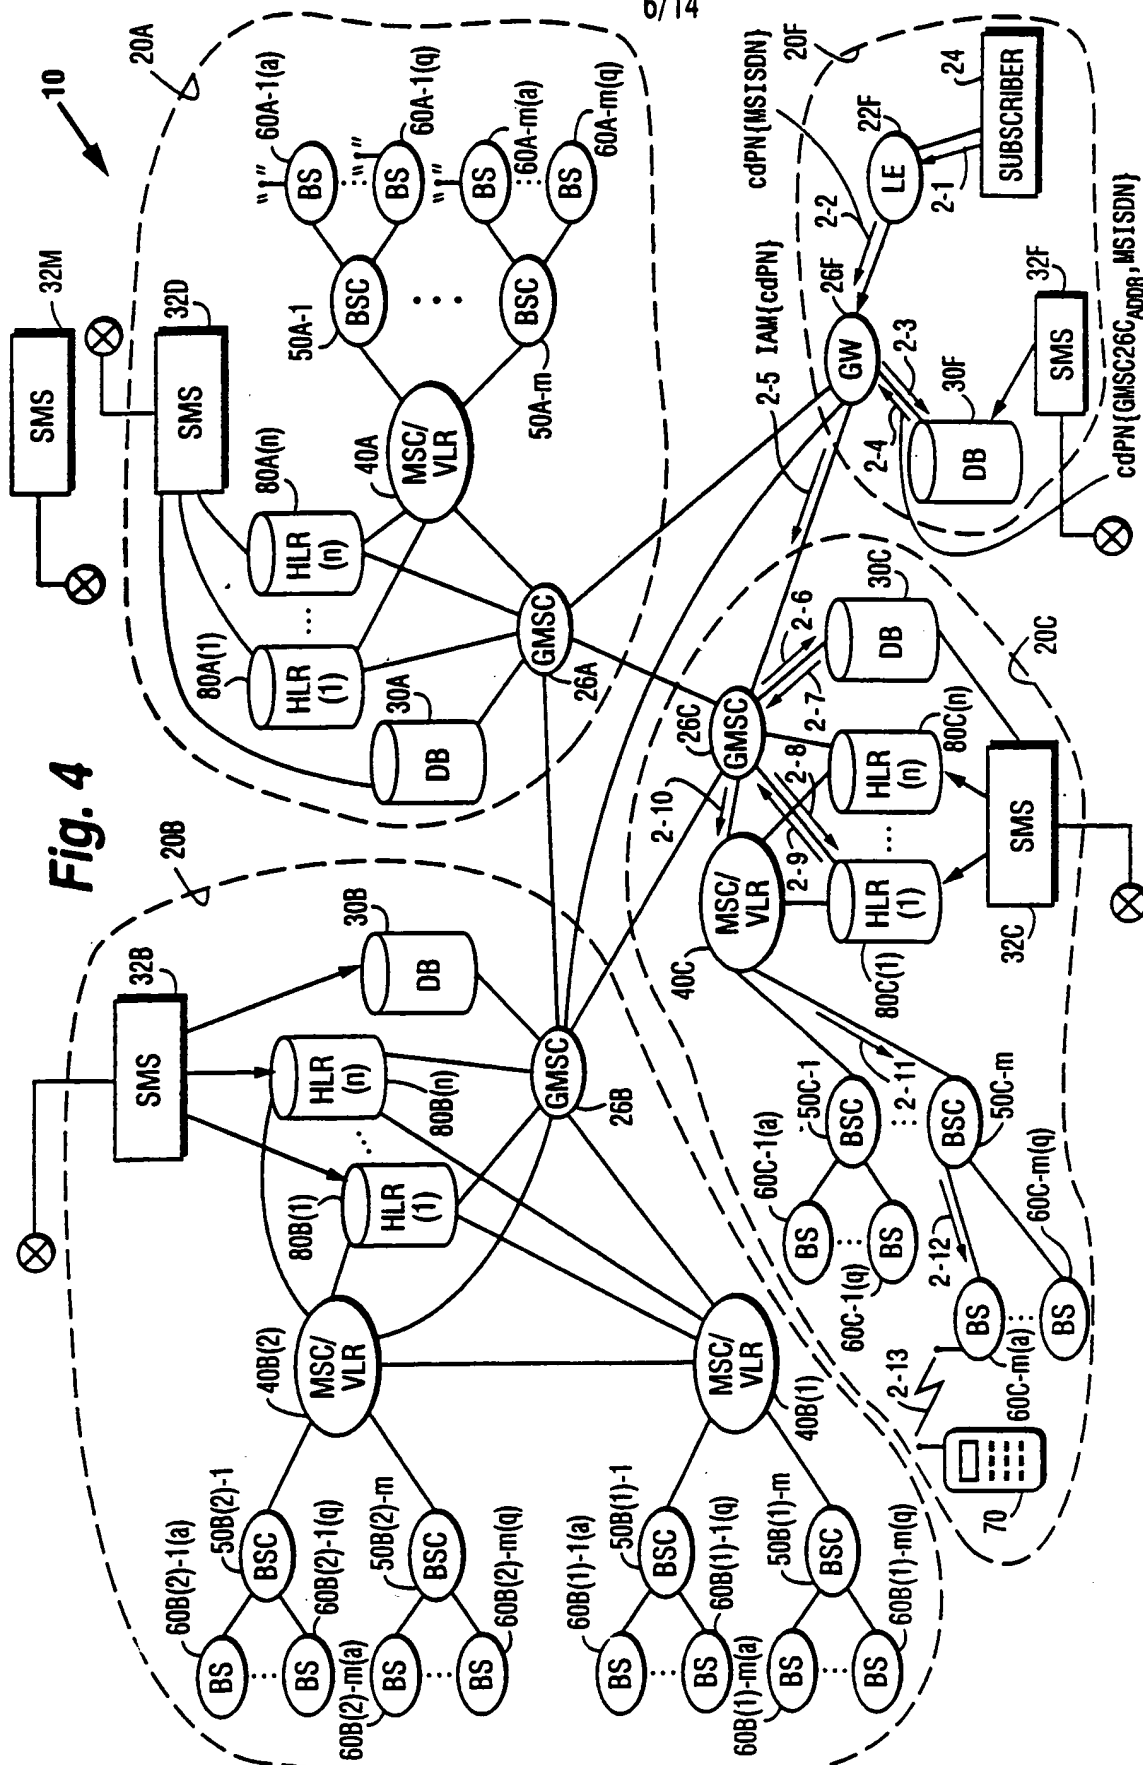 6/14
Fig. 4
10
20B
SMS
32B
DB
30B
HLR
(n)
80B(n)
...
HLR
(1)
80B(1)
GMSC
26B
MSC/
VLR
40B(2)
MSC/
VLR
40B(1)
BSC
50B(2)-1
BSC
50B(2)-m
BS
60B(2)-1(a)
BS
60B(2)-1(q)
BS
60B(2)-m(a)
BS
60B(2)-m(q)
BSC
50B(1)-1
BSC
50B(1)-m
BS
60B(1)-1(a)
BS
60B(1)-1(q)
BS
60B(1)-m(a)
BS
60B(1)-m(q)
SMS
32M
20A
SMS
32D
HLR
(n)
80A(n)
...
HLR
(1)
80A(1)
DB
30A
GMSC
26A
MSC/
VLR
40A
BSC
50A-1
BSC
50A-m
BS
60A-1(a)
BS
60A-1(q)
BS
60A-m(a)
BS
60A-m(q)
20F
SUBSCRIBER
24
2-1
LE
22F
2-2
cdPN{MSISDN}
GW
26F
2-3
2-4
DB
30F
SMS
32F
cdPN{GMSC26C ADDR, MSISDN}
2-5 IAM{cdPN}
20C
GMSC
26C
2-6
2-7
DB
30C
2-8
2-9
HLR
(n)
80C(n)
...
HLR
(1)
80C(1)
SMS
32C
2-10
MSC/
VLR
40C
2-11
BSC
50C-1
BSC
50C-m
BS
60C-1(a)
BS
60C-1(q)
2-12
BS
60C-m(a)
BS
60C-m(q)
2-13
70